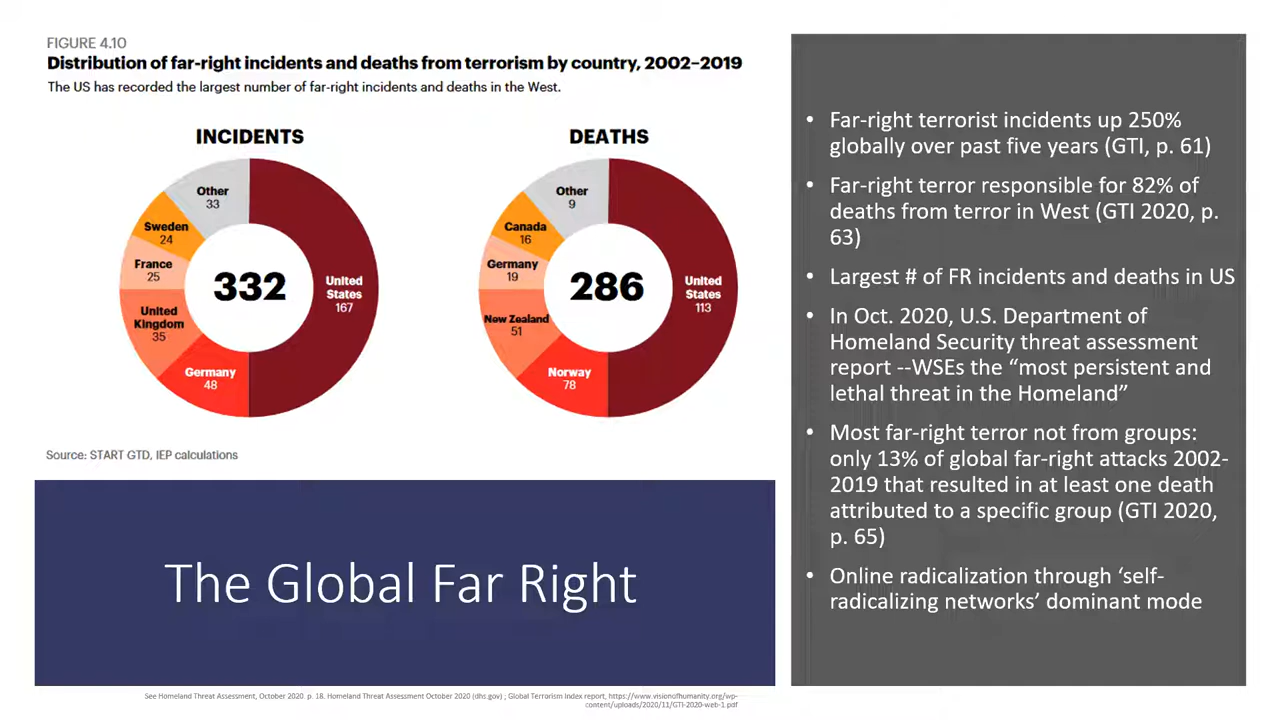 FIGURE 4.10
Distribution of far-right incidents and deaths from terrorism by country, 2002–2019
The US has recorded the largest number of far-right incidents and deaths in the West.
INCIDENTS
Other
33
Sweden
24
France
25
United
Kingdom
35
Germany
48
United
States
167
332
DEATHS
Other
9
Canada
16
Germany
19
New Zealand
51
Norway
78
United
States
113
286
Source: START GTD, IEP calculations
The Global Far Right
• Far-right terrorist incidents up 250%
globally over past five years (GTI, p. 61)
• Far-right terror responsible for 82% of
deaths from terror in West (GTI 2020, p.
63)
• Largest # of FR incidents and deaths in US
• In Oct. 2020, U.S. Department of
Homeland Security threat assessment
report --WSEs the “most persistent and
lethal threat in the Homeland”
• Most far-right terror not from groups:
only 13% of global far-right attacks 2002-
2019 that resulted in at least one death
attributed to a specific group (GTI 2020,
p. 65)
• Online radicalization through ‘self-
radicalizing networks’ dominant mode
See Homeland Threat Assessment, October 2020. p. 18. Homeland Threat Assessment October 2020 (dhs.gov) ; Global Terrorism Index report, https://www.visionofhumanity.org/wp-
content/uploads/2020/11/GTI-2020-web-1.pdf